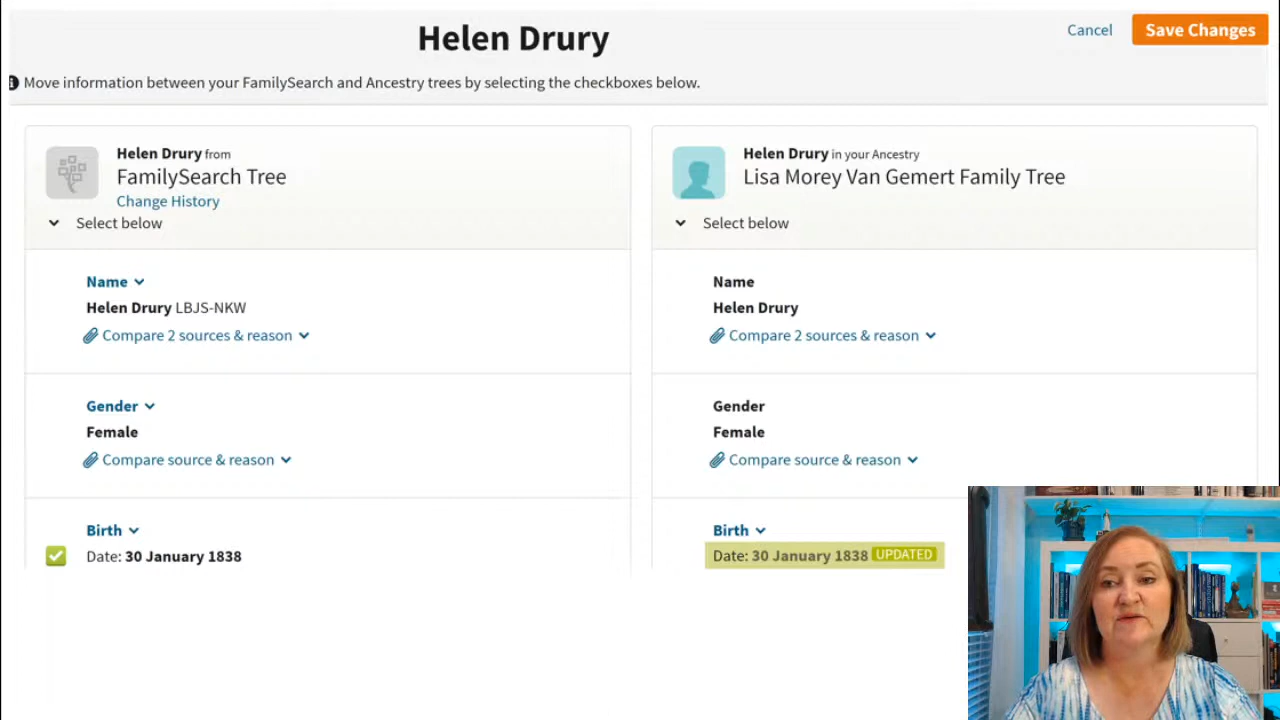 Helen Drury
Cancel
Save Changes
Move information between your FamilySearch and Ancestry trees by selecting the checkboxes below.
Helen Drury from
FamilySearch Tree
Change History
Select below
Name
Helen Drury LBJS-NKW
Compare 2 sources & reason
Gender
Female
Compare source & reason
Birth
Date: 30 January 1838
Helen Drury in your Ancestry
Lisa Morey Van Gemert Family Tree
Select below
Name
Helen Drury
Compare 2 sources & reason
Gender
Female
Compare source & reason
Birth
Date: 30 January 1838 UPDATED